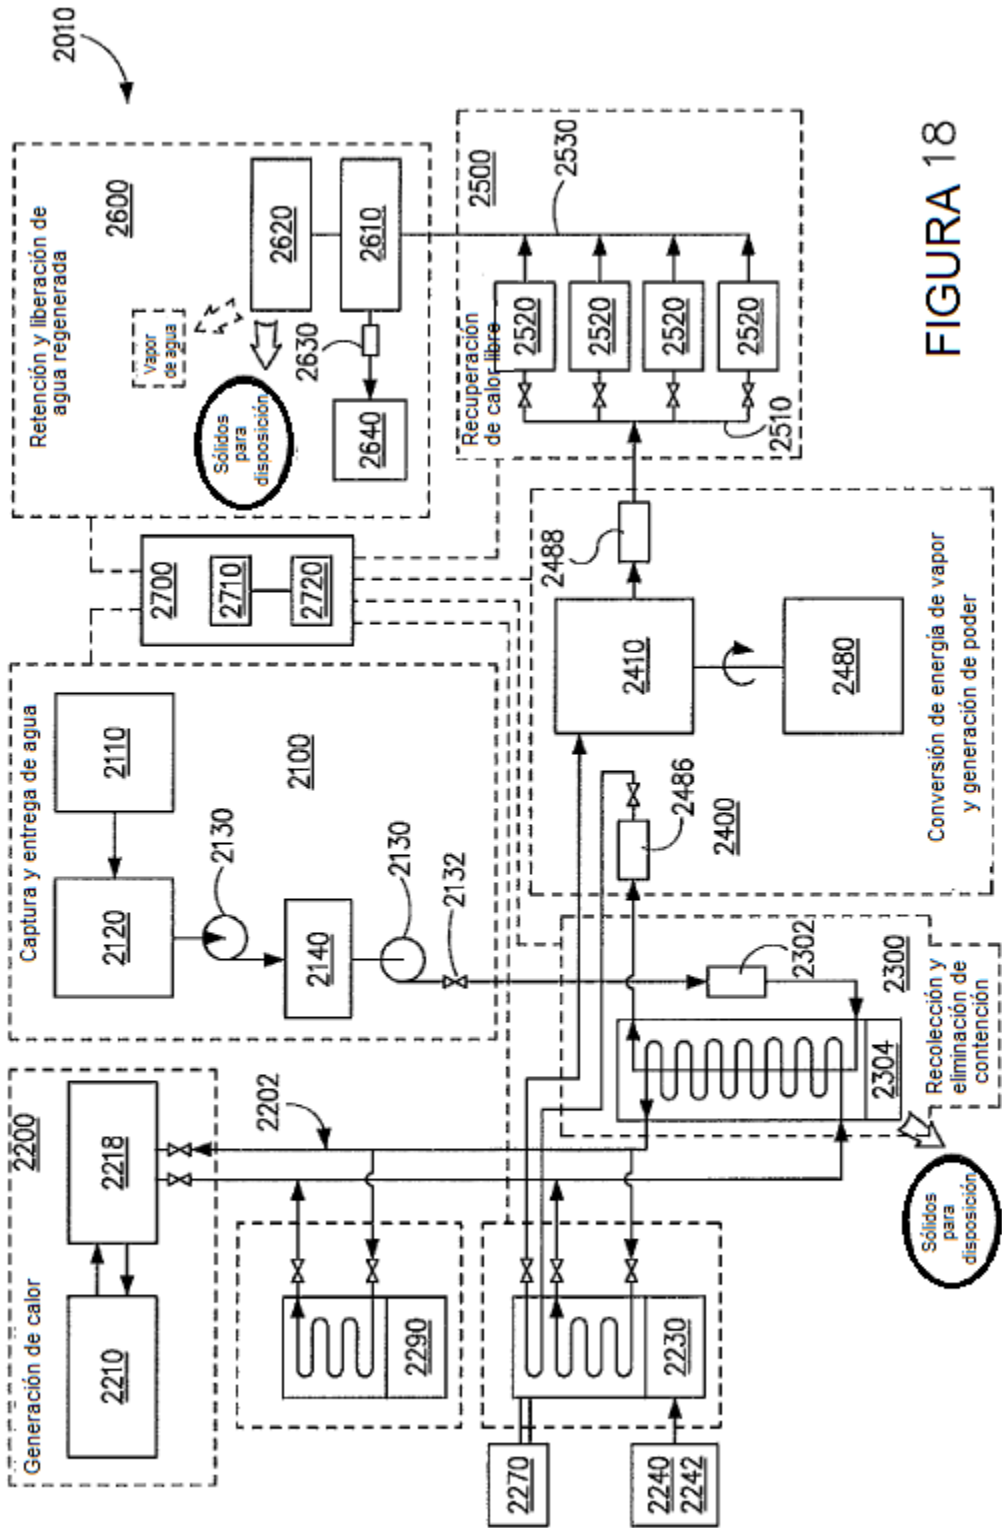 2010
Retención y liberación de
agua regenerada
2600
Vapor
de agua
Sólidos
para
disposición
2620
2610
2630
2640
2700
2710
2720
Captura y entrega de agua
2110
2120
2130
2140
2130
2132
2100
Generación de calor
2200
2210
2218
2202
2290
2230
2270
2240
2242
2302
2304
2300
Recolección y
eliminación de
contención
Sólidos
para
disposición
2486
2400
2410
2488
2480
Conversión de energía de vapor
y generación de poder
Recuperación
de calor libre
2500
2510
2520
2520
2520
2520
2530
FIGURA 18